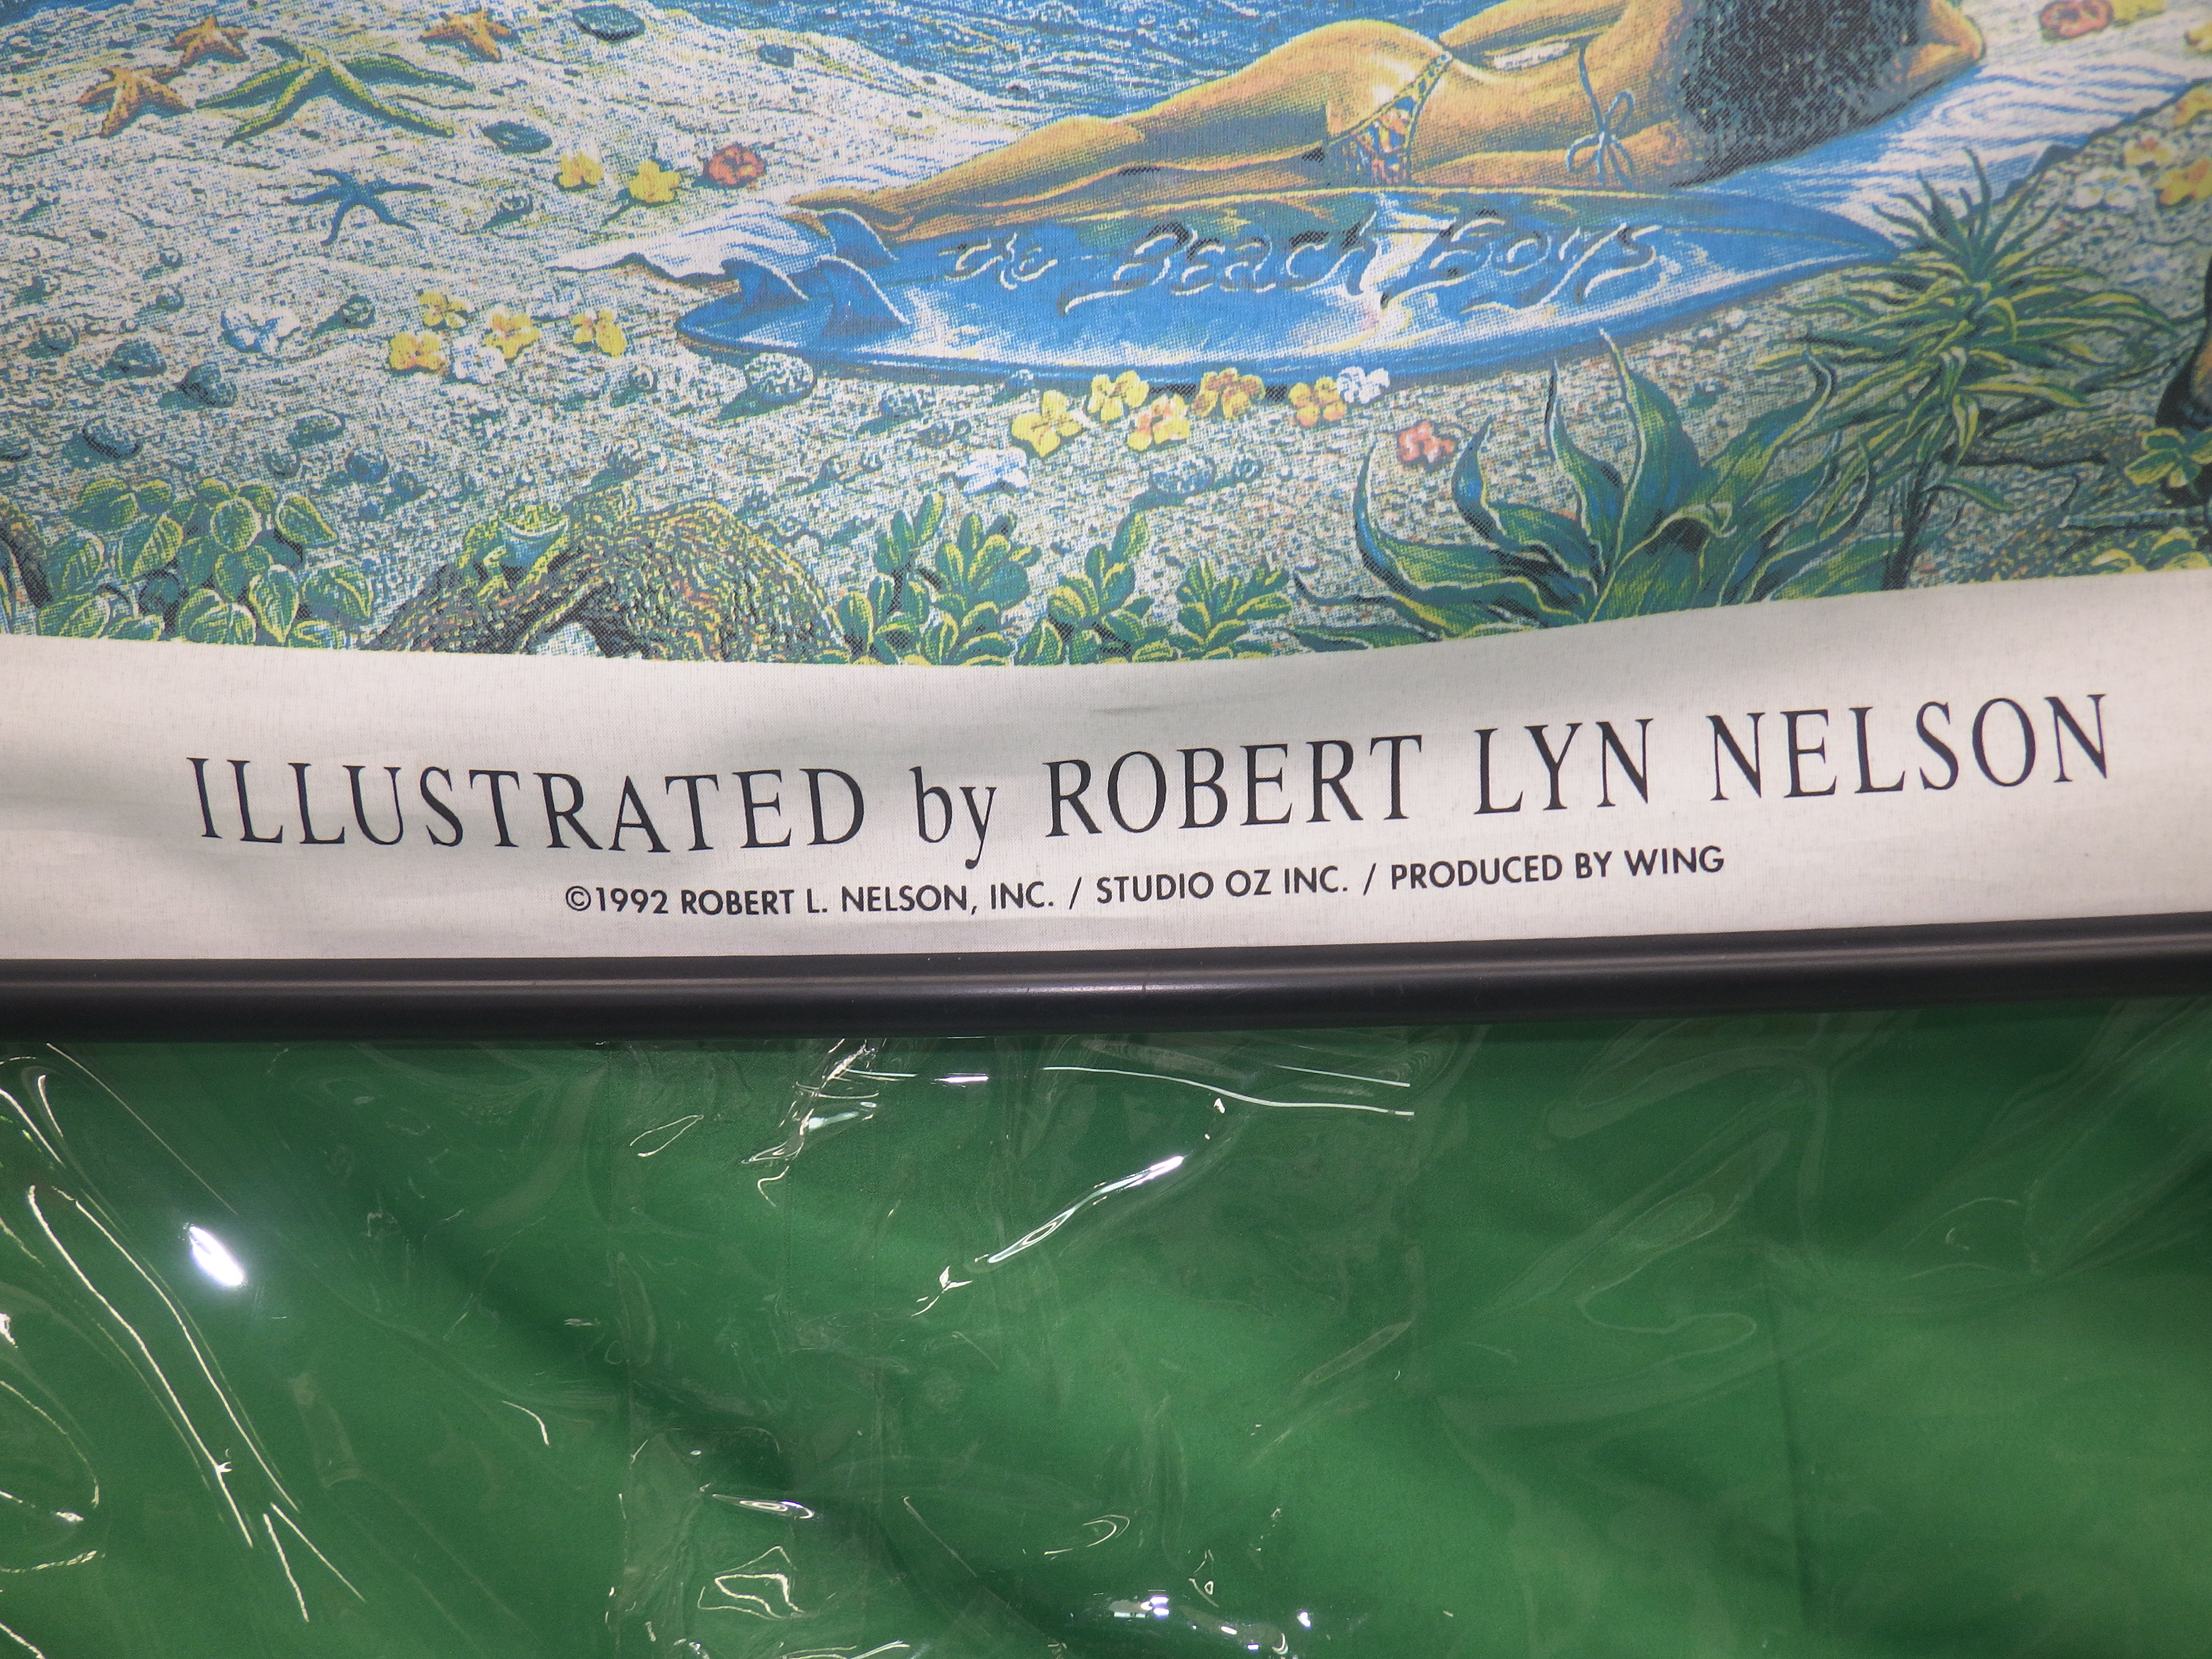 the Beach Boys
ILLUSTRATED by ROBERT LYN NELSON
©1992 ROBERT L. NELSON, INC. / STUDIO OZ INC. / PRODUCED BY WING